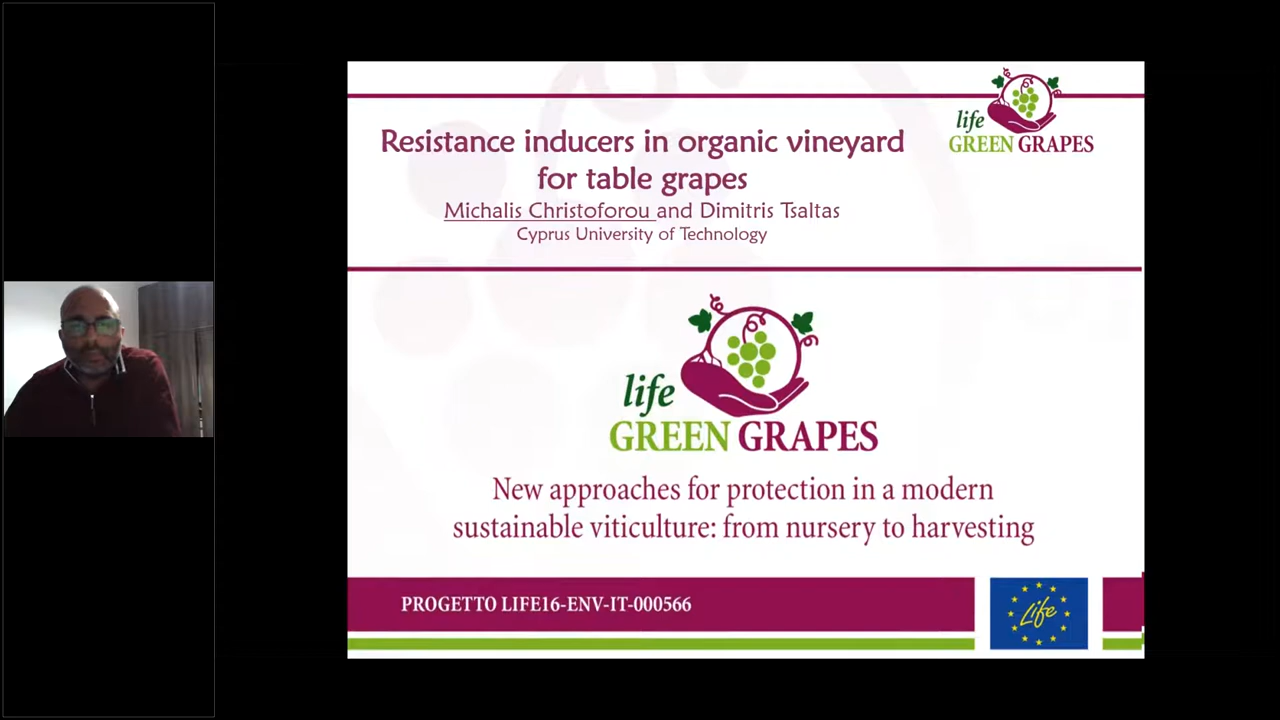 Resistance inducers in organic vineyard
for table grapes
Michalis Christoforou and Dimitris Tsaltas
Cyprus University of Technology
life
GREEN GRAPES
life
GREEN GRAPES
New approaches for protection in a modern
sustainable viticulture: from nursery to harvesting
PROGETTO LIFE16-ENV-IT-000566
Life